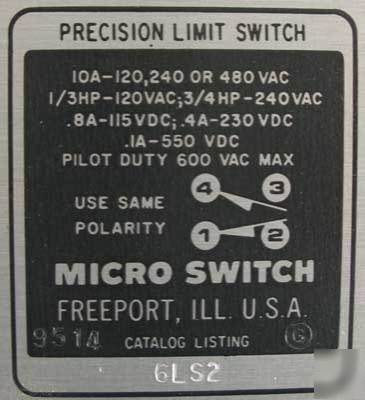 PRECISION LIMIT SWITCH
10A-120,240 OR 480 VAC
1/3HP-120VAC;3/4HP-240VAC
.8A-115VDC;.4A-230VDC
.1A-550 VDC
PILOT DUTY 600 VAC MAX
4 3
USE SAME
POLARITY
1 2
MICRO SWITCH
FREEPORT, ILL. U.S.A.
9514 CATALOG LISTING G
6LS2